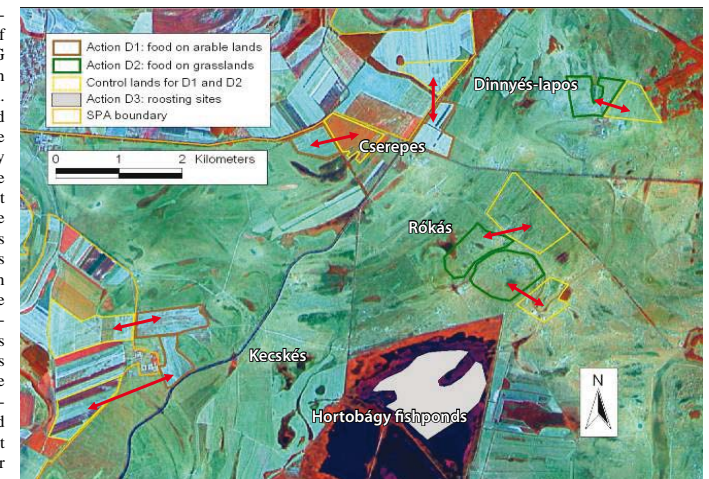 Action D1: food on arable lands
Action D2: food on grasslands
Control lands for D1 and D2
Action D3: roosting sites
SPA boundary
0 1 2 Kilometers
Dinnyés-lapos
Cserepes
Rókás
Kecskés
Hortobágy fishponds
N